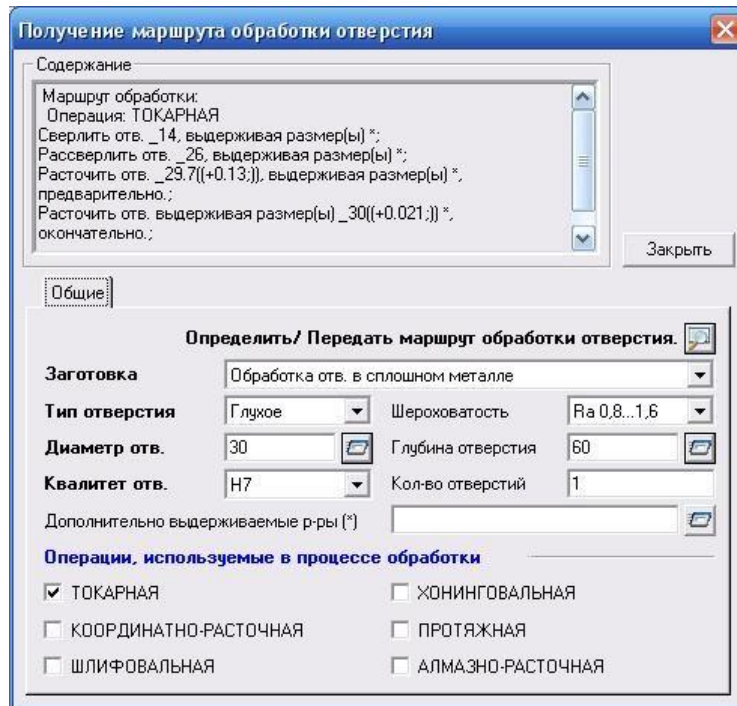 Получение маршрута обработки отверстия
Содержание
Маршрут обработки:
Операция: ТОКАРНАЯ
Сверлить отв. _14, выдерживая размер(ы) *;
Рассверлить отв. _26, выдерживая размер(ы) *;
Расточить отв. _29.7((+0.13;)), выдерживая размер(ы) *,
предварительно.;
Расточить отв. выдерживая размер(ы) _30((+0.021;)) *,
окончательно.;
Закрыть
Общие
Определить/ Передать маршрут обработки отверстия.
Заготовка Обработка отв. в сплошном металле
Тип отверстия Глухое Шероховатость Ra 0,8...1,6
Диаметр отв. 30 Глубина отверстия 60
Квалитет отв. H7 Кол-во отверстий 1
Дополнительно выдерживаемые р-ры (*)
Операции, используемые в процессе обработки
ТОКАРНАЯ ХОНИНГОВАЛЬНАЯ
КООРДИНАТНО-РАСТОЧНАЯ ПРОТЯЖНАЯ
ШЛИФОВАЛЬНАЯ АЛМАЗНО-РАСТОЧНАЯ